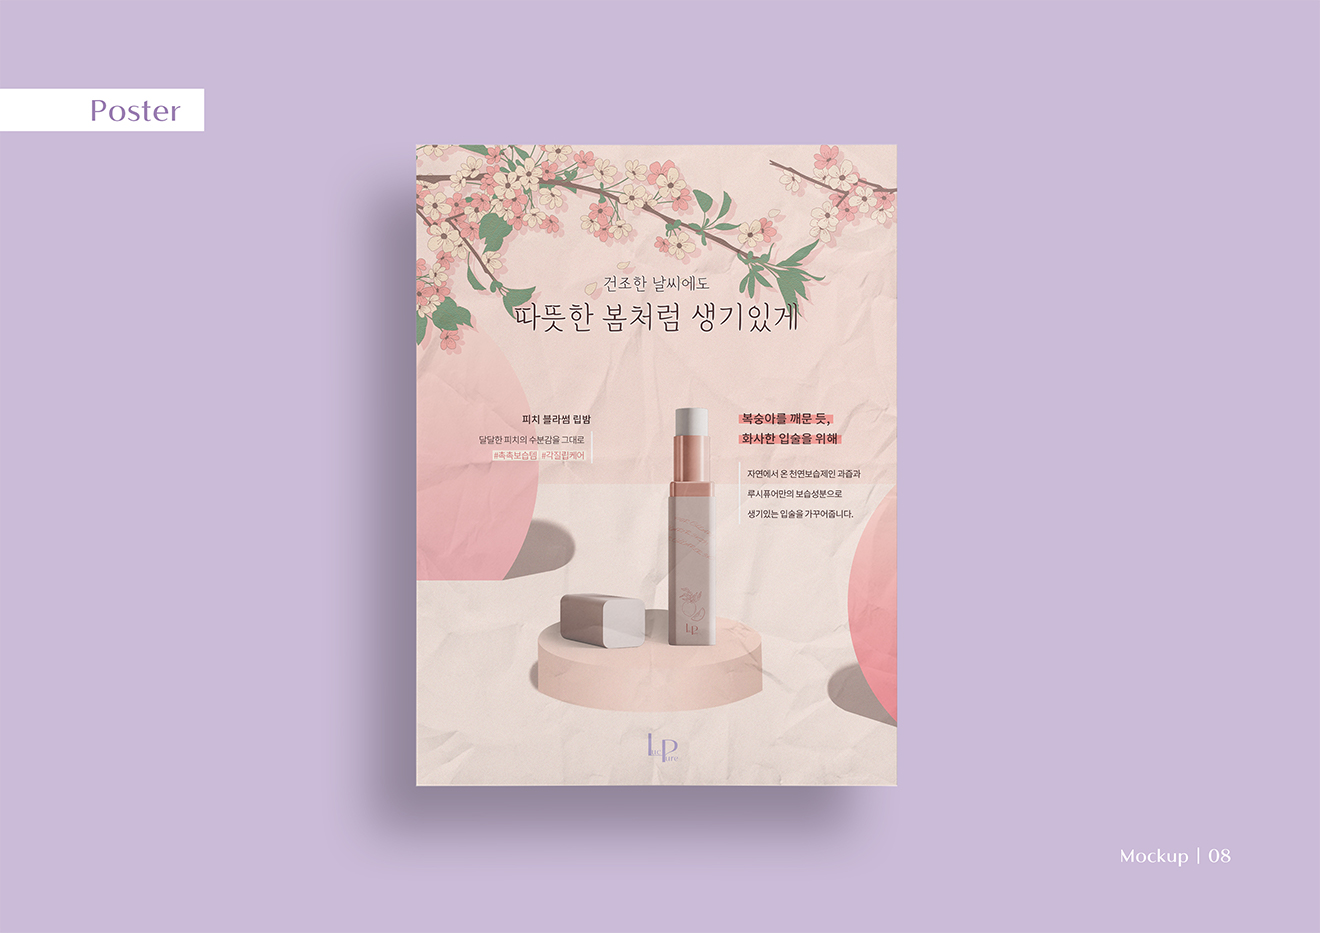 Poster
건조한 날씨에도
따뜻한 봄처럼 생기있게
피치 블라썸 립밤
달달한 피치의 수분감을 그대로
#촉촉보습템 #각질립케어
복숭아를 깨문 듯,
화사한 입술을 위해
자연에서 온 천연보습제인 과즙과
루시퓨어만의 보습성분으로
생기있는 입술을 가꾸어줍니다.
LP
Mockup | 08